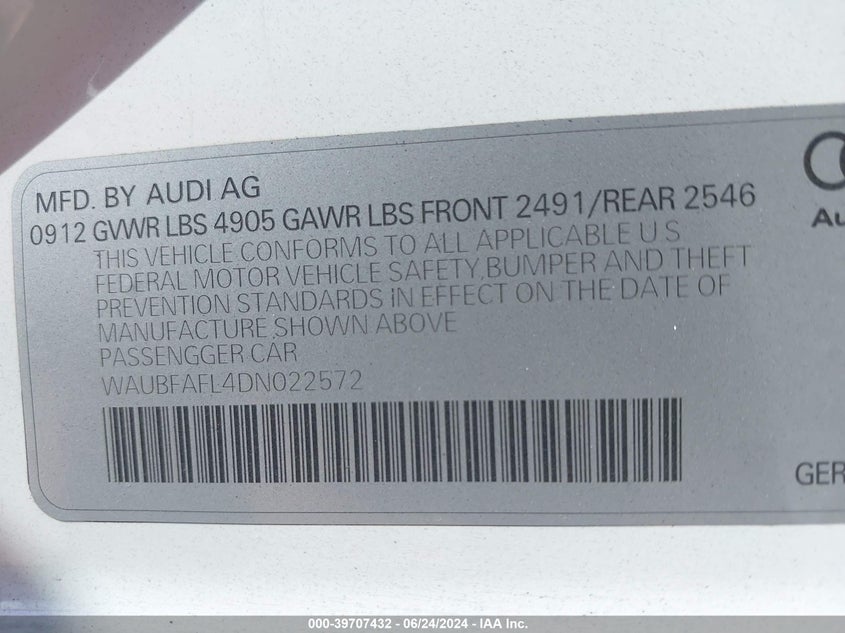 MFD. BY AUDI AG
0912 GVWR LBS 4905 GAWR LBS FRONT 2491/REAR 2546
THIS VEHICLE CONFORMS TO ALL APPLICABLE U S
FEDERAL MOTOR VEHICLE SAFETY,BUMPER AND THEFT
PREVENTION STANDARDS IN EFFECT ON THE DATE OF
MANUFACTURE SHOWN ABOVE
PASSENGGER CAR
WAUBFAFL4DN022572
Au
GER
000-39707432 - 06/24/2024 - IAA Inc.